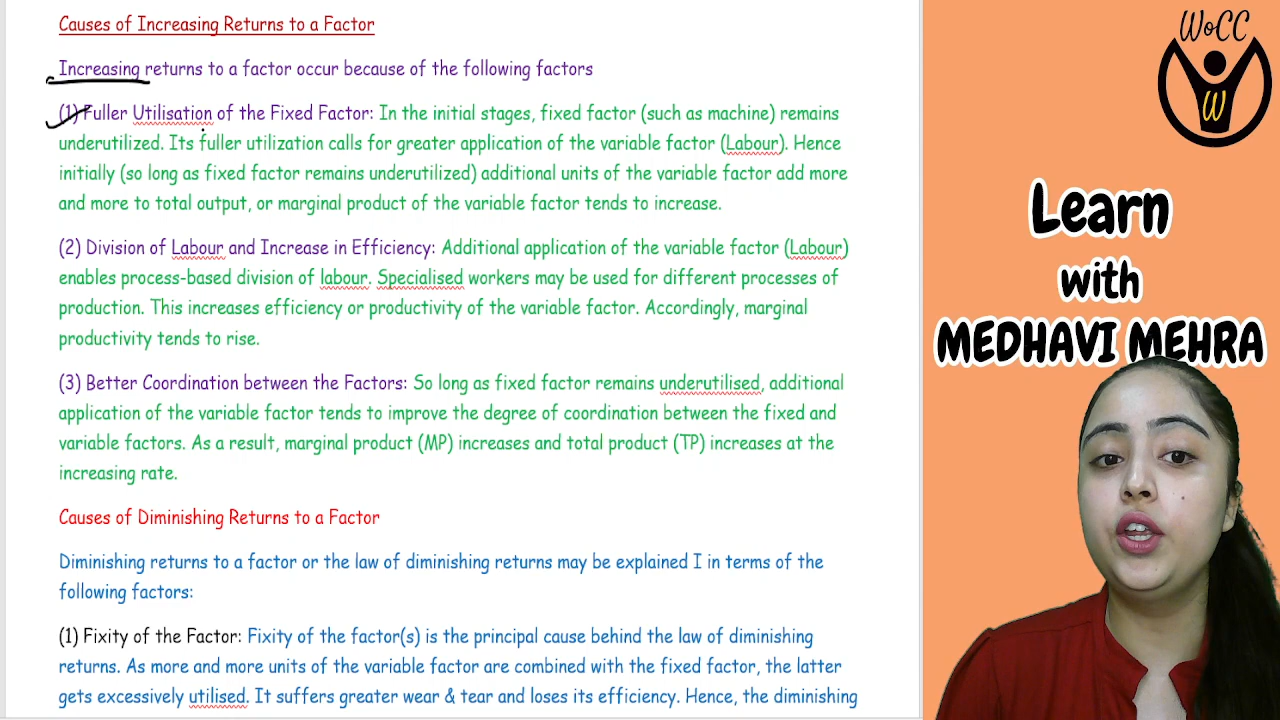 Causes of Increasing Returns to a Factor
Increasing returns to a factor occur because of the following factors
(1) Fuller Utilisation of the Fixed Factor: In the initial stages, fixed factor (such as machine) remains
underutilized. Its fuller utilization calls for greater application of the variable factor (Labour). Hence
initially (so long as fixed factor remains underutilized) additional units of the variable factor add more
and more to total output, or marginal product of the variable factor tends to increase.
(2) Division of Labour and Increase in Efficiency: Additional application of the variable factor (Labour)
enables process-based division of labour. Specialised workers may be used for different processes of
production. This increases efficiency or productivity of the variable factor. Accordingly, marginal
productivity tends to rise.
(3) Better Coordination between the Factors: So long as fixed factor remains underutilised, additional
application of the variable factor tends to improve the degree of coordination between the fixed and
variable factors. As a result, marginal product (MP) increases and total product (TP) increases at the
increasing rate.
Causes of Diminishing Returns to a Factor
Diminishing returns to a factor or the law of diminishing returns may be explained I in terms of the
following factors:
(1) Fixity of the Factor: Fixity of the factor(s) is the principal cause behind the law of diminishing
returns. As more and more units of the variable factor are combined with the fixed factor, the latter
gets excessively utilised. It suffers greater wear & tear and loses its efficiency. Hence, the diminishing
WoCC
W
Learn
with
MEDHAVI MEHRA